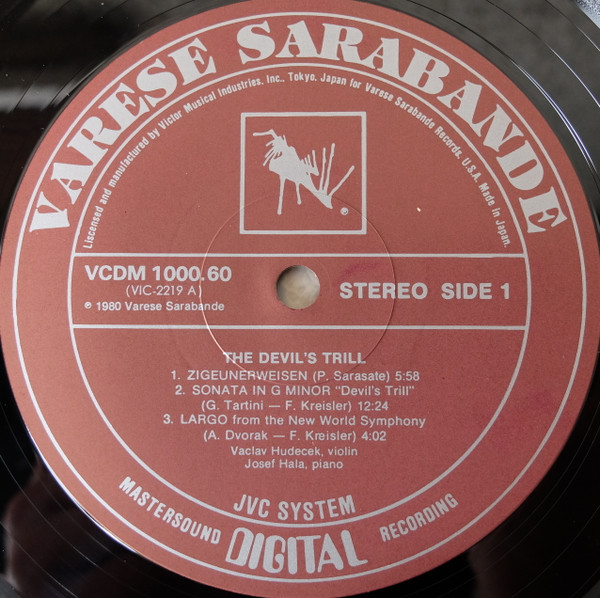 VARESE SARABANDE
Liscensed and manufactured by Victor Musical Industries, Inc., Tokyo, Japan for Varese Sarabande Records, U.S.A. Made in Japan.
®
VCDM 1000.60
(VIC-2219 A)
℗ 1980 Varese Sarabande
STEREO SIDE 1
THE DEVIL'S TRILL
1. ZIGEUNERWEISEN (P. Sarasate) 5:58
2. SONATA IN G MINOR "Devil's Trill"
(G. Tartini — F. Kreisler) 12:24
3. LARGO from the New World Symphony
(A. Dvorak — F. Kreisler) 4:02
Vaclav Hudecek, violin
Josef Hala, piano
JVC SYSTEM
MASTERSOUND DIGITAL RECORDING